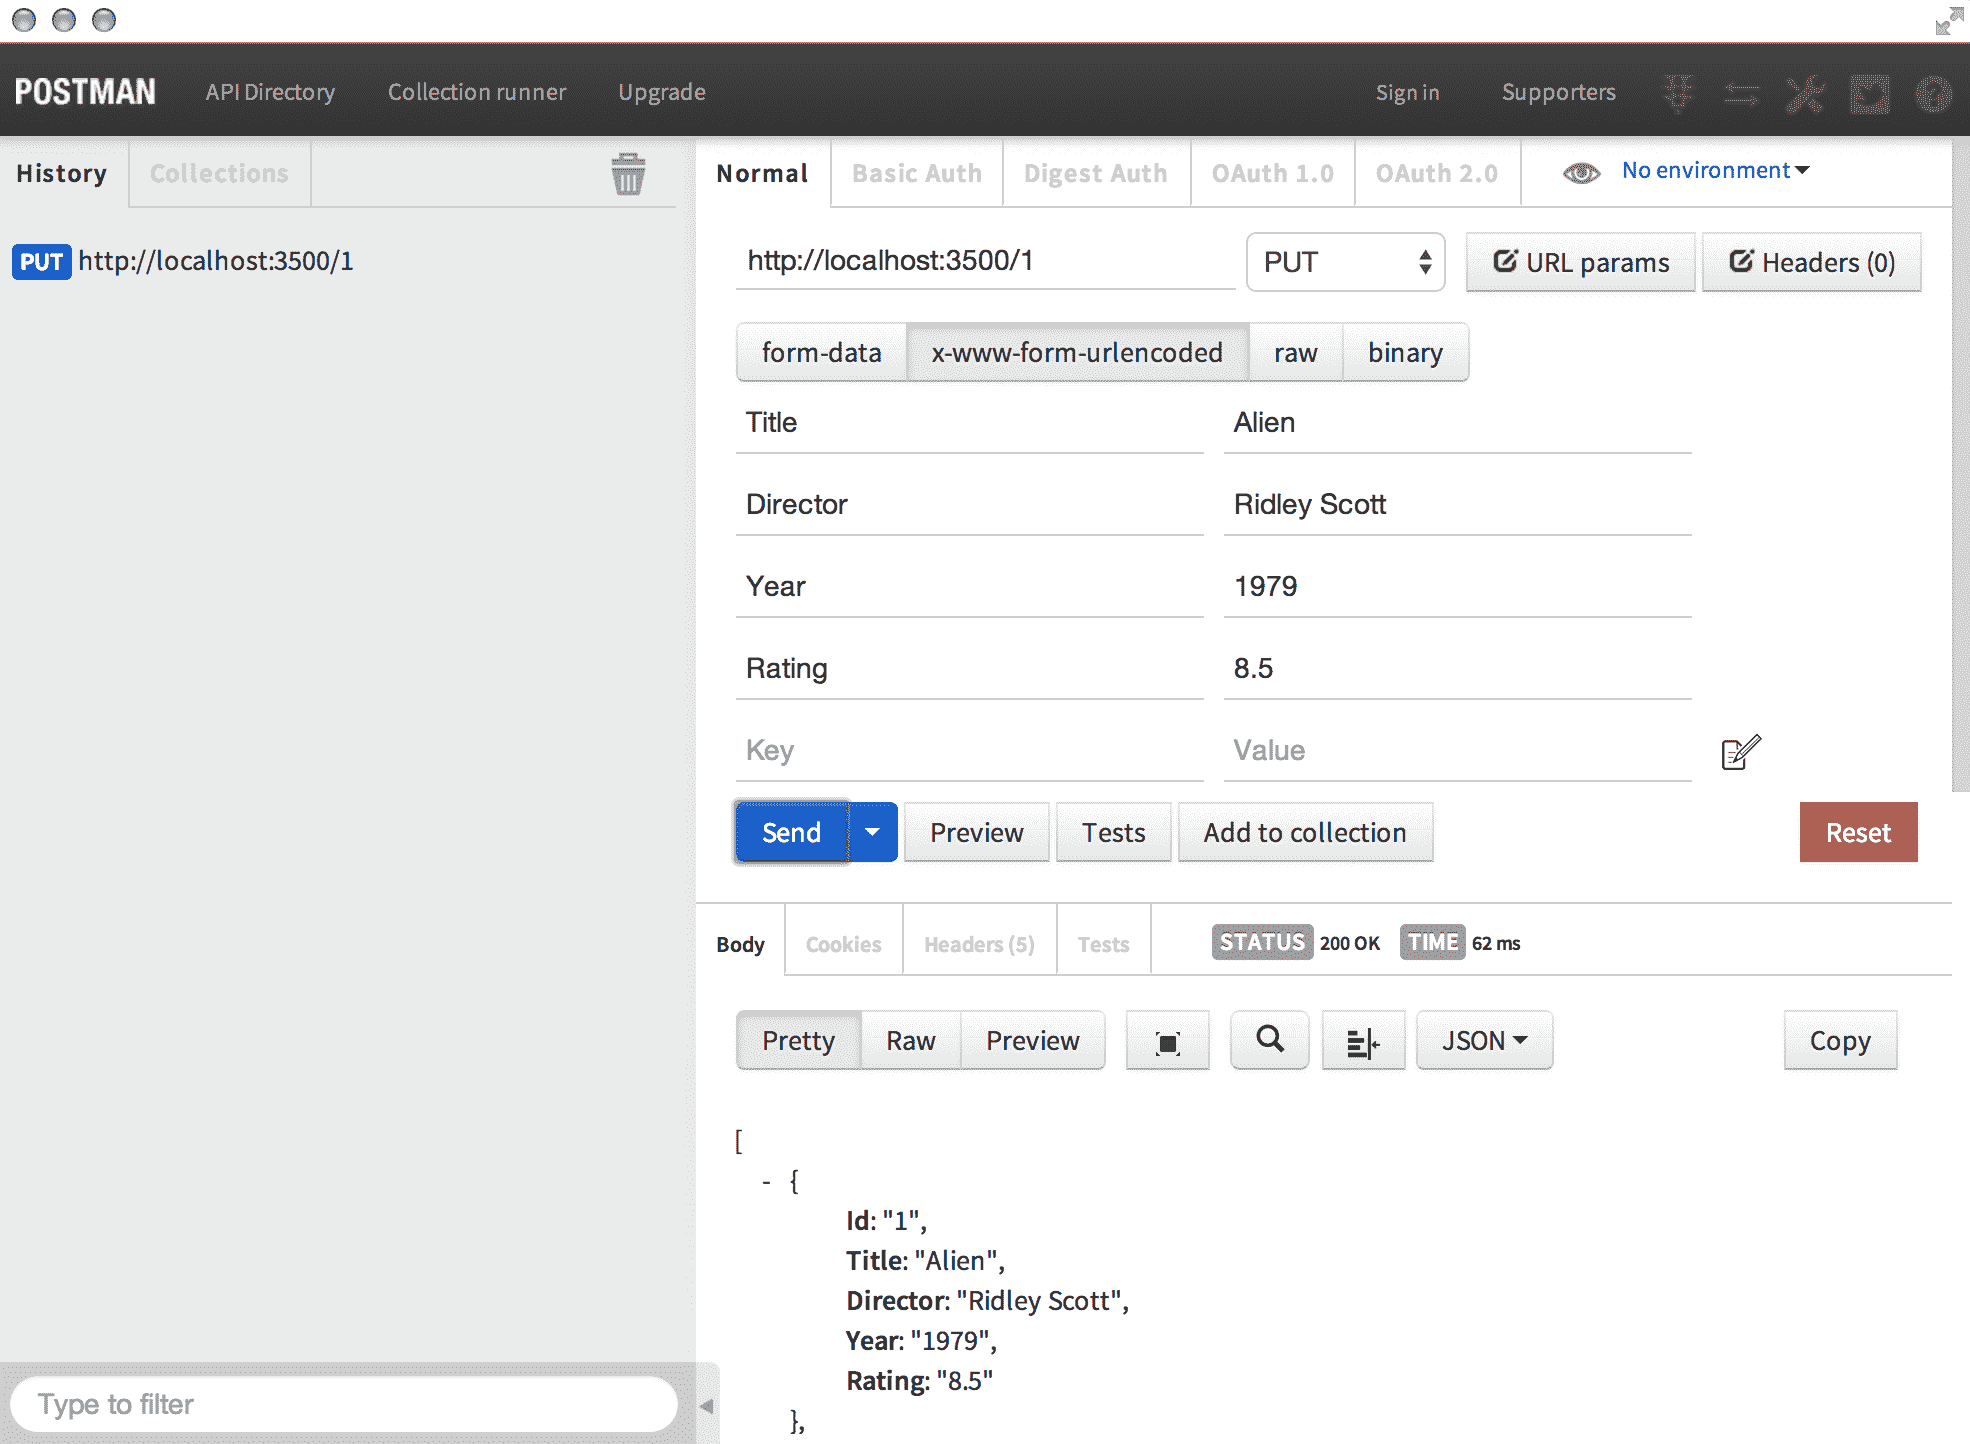 POSTMAN API Directory Collection runner Upgrade Sign in Supporters
History Collections
PUT http://localhost:3500/1
Type to filter
Normal Basic Auth Digest Auth OAuth 1.0 OAuth 2.0 No environment
http://localhost:3500/1 PUT URL params Headers (0)
form-data x-www-form-urlencoded raw binary
Title Alien
Director Ridley Scott
Year 1979
Rating 8.5
Key Value
Send Preview Tests Add to collection Reset
Body Cookies Headers (5) Tests STATUS 200 OK TIME 62 ms
Pretty Raw Preview JSON Copy
[
- {
Id: "1",
Title: "Alien",
Director: "Ridley Scott",
Year: "1979",
Rating: "8.5"
},